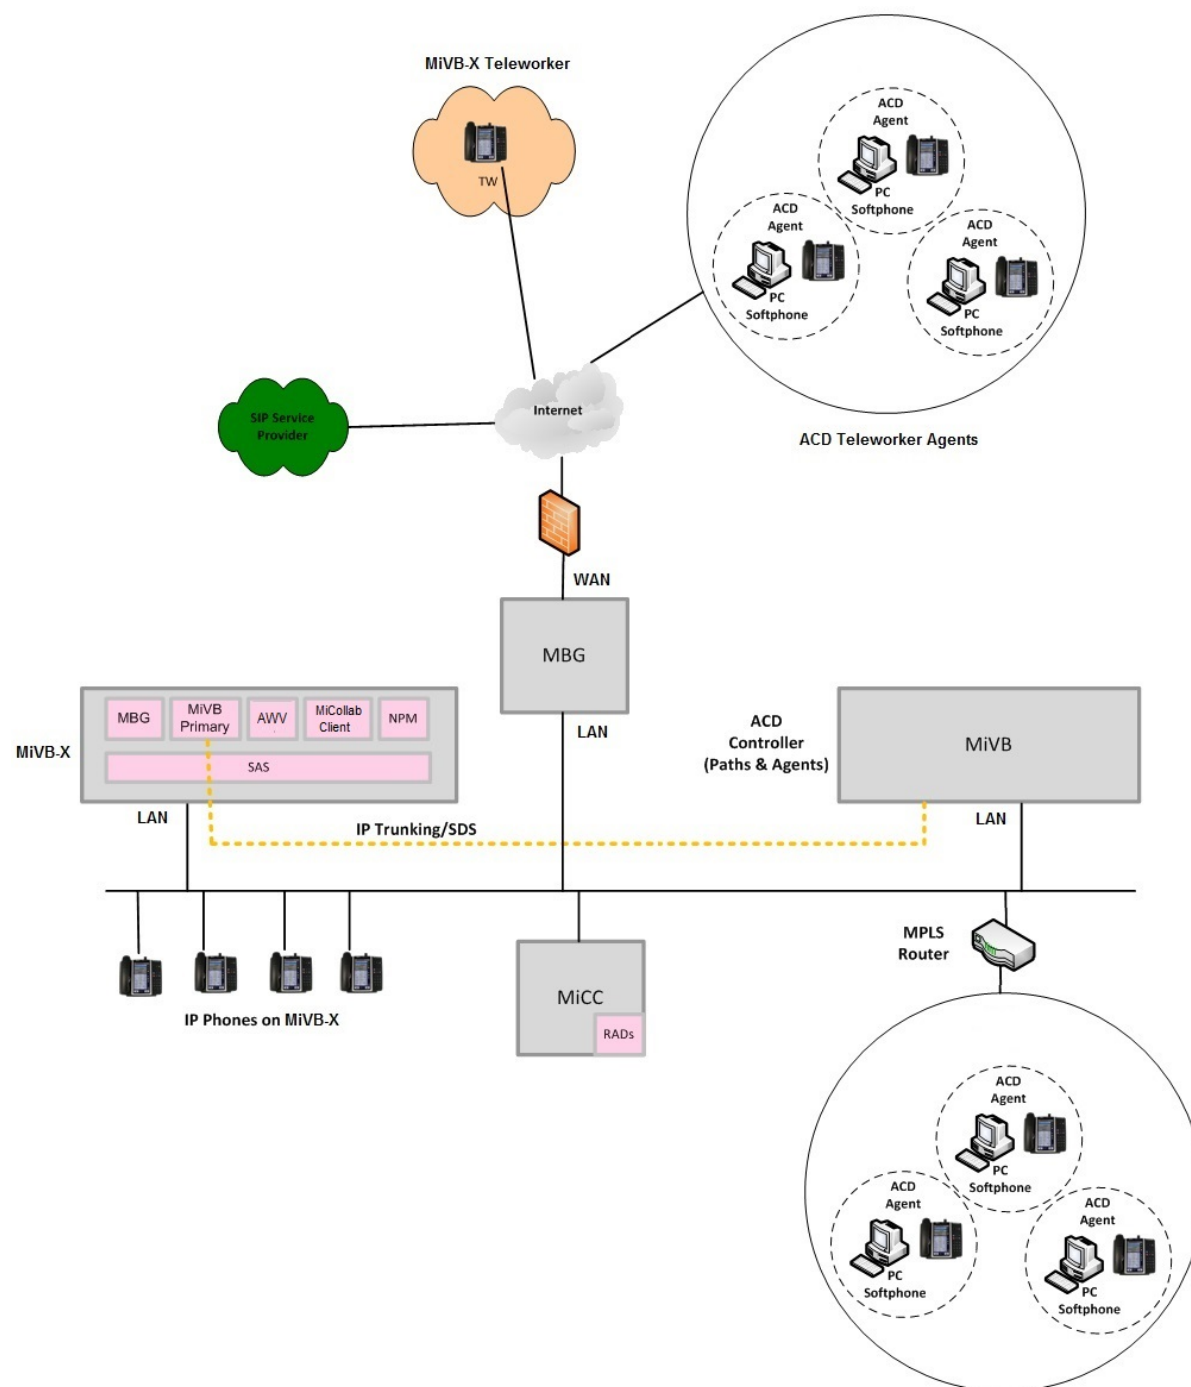 MiVB-X Teleworker
TW
ACD
Agent
PC
Softphone
ACD
Agent
PC
Softphone
ACD
Agent
PC
Softphone
ACD Teleworker Agents
Internet
SIP Service
Provider
WAN
MBG
LAN
MiVB-X
MBG
MiVB
Primary
AWV
MiCollab
Client
NPM
SAS
LAN
ACD
Controller
(Paths & Agents)
MiVB
LAN
IP Trunking/SDS
IP Phones on MiVB-X
MiCC
RADs
MPLS
Router
ACD
Agent
PC
Softphone
ACD
Agent
PC
Softphone
ACD
Agent
PC
Softphone